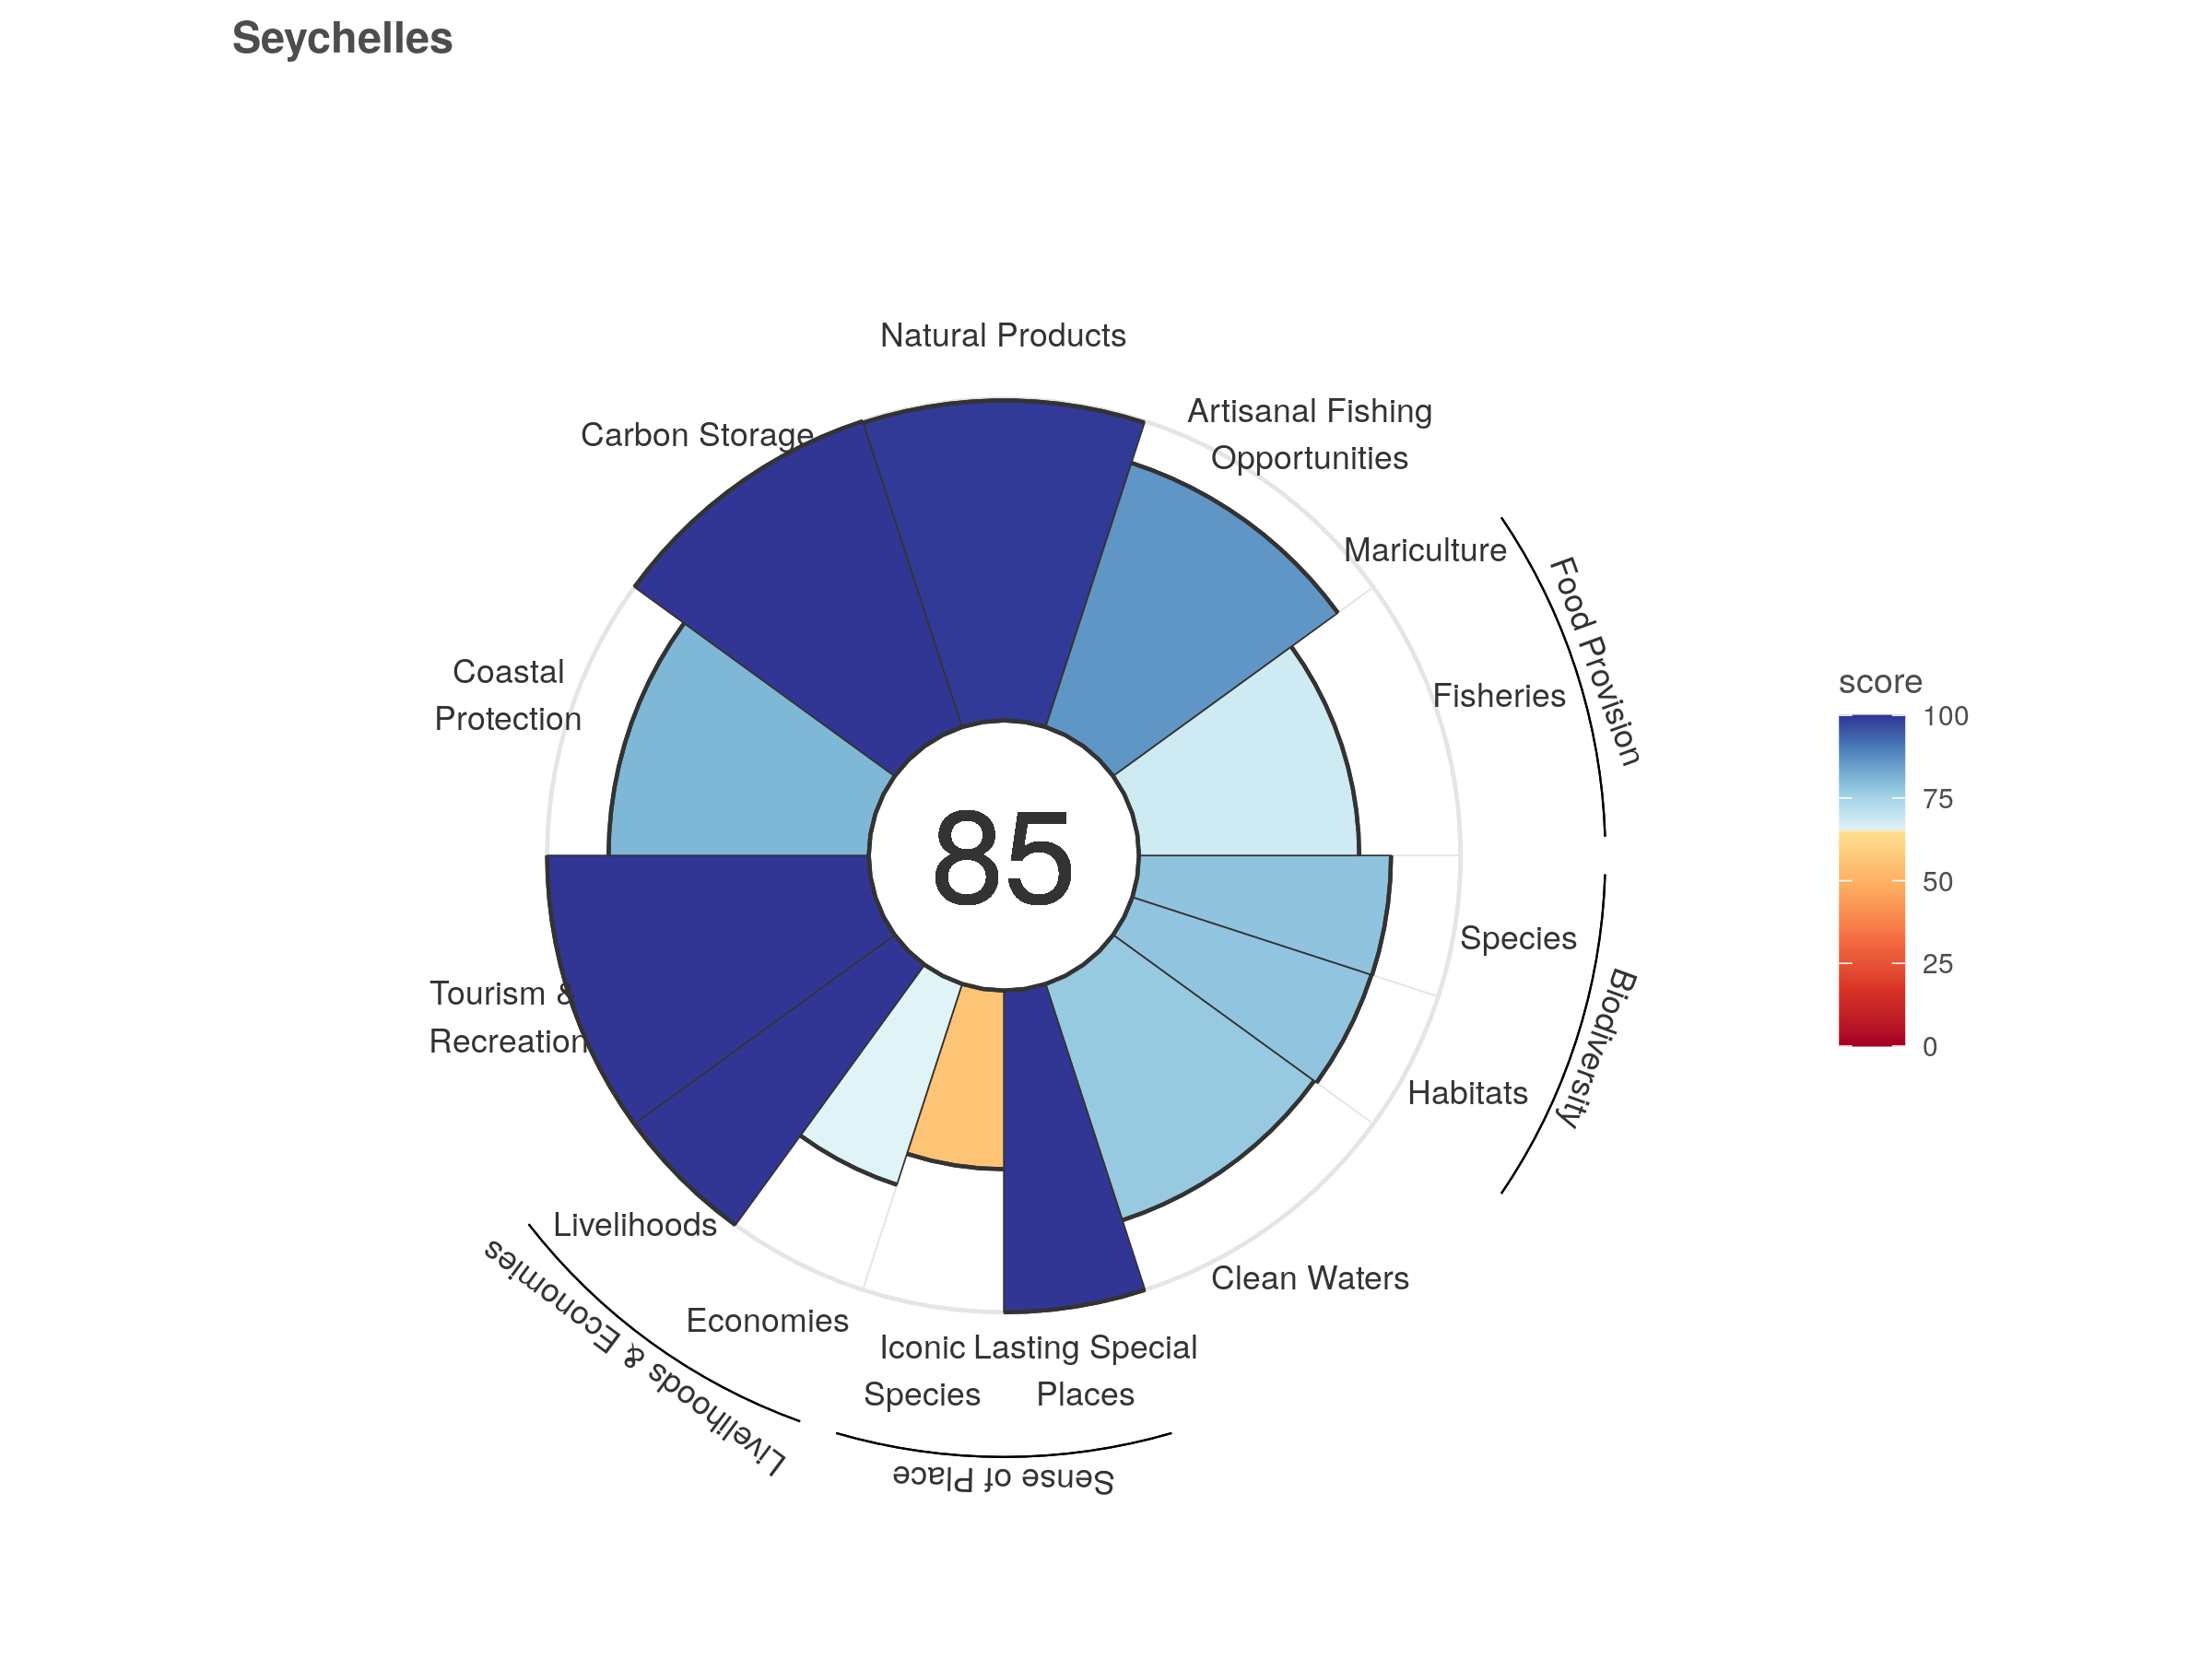 Seychelles
Natural Products
Artisanal Fishing
Opportunities
Carbon Storage
Mariculture
Food Provision
Coastal
Protection
Fisheries
score
100
75
50
25
0
85
Species
Biodiversity
Tourism &
Recreation
Habitats
Livelihoods
Clean Waters
Livelihoods & Economies
Economies
Iconic
Species
Lasting Special
Places
Sense of Place